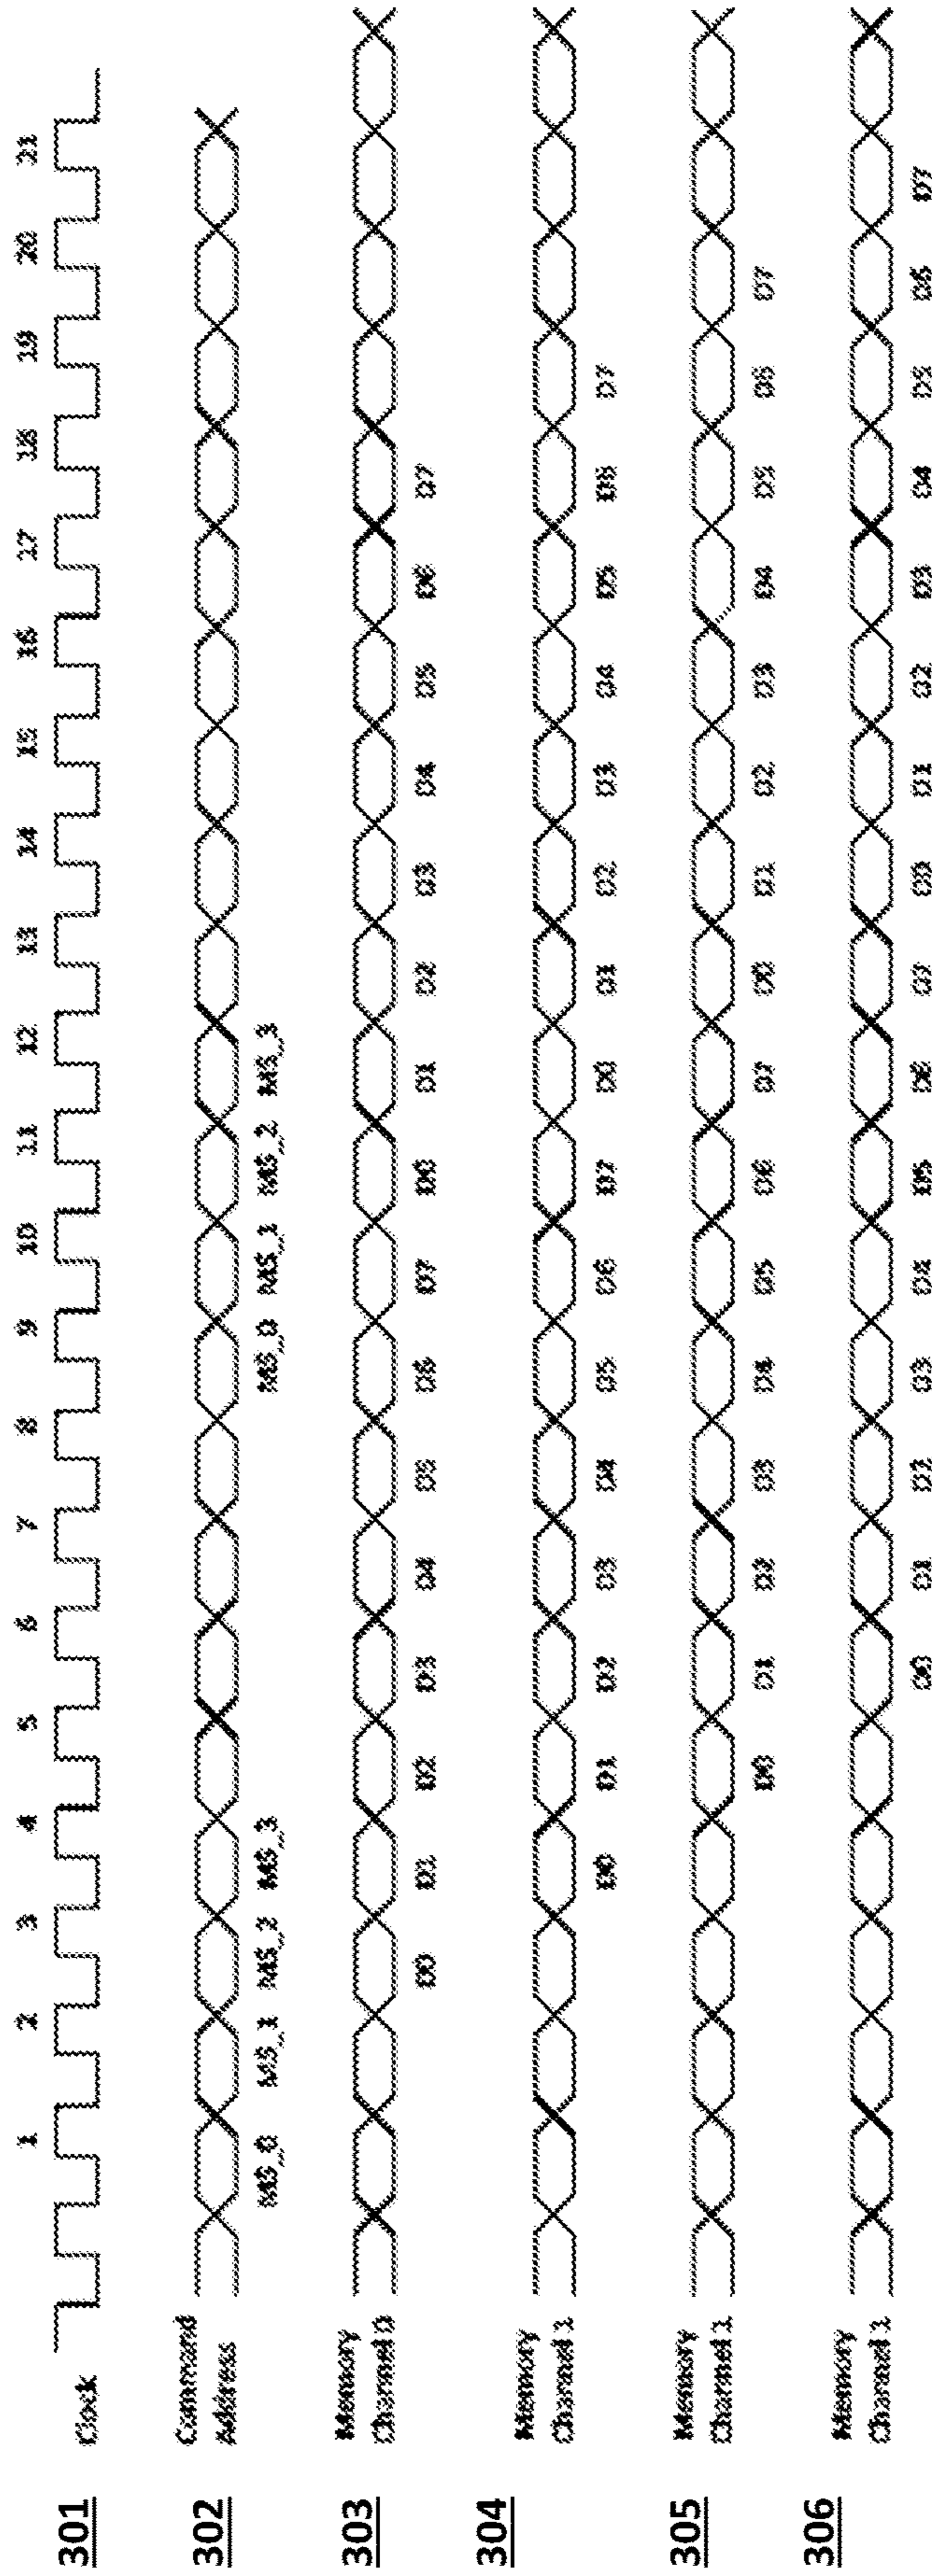 1 2 3 4 5 6 7 8 9 10 11 12 13 14 15 16 17 18 19 20 21
301 Clock
302 Command
Address
MS_0 MS_1 MS_2 MS_3 MS_0 MS_1 MS_2 MS_3
303 Memory
Channel 0
D0 D1 D2 D3 D4 D5 D6 D7 D0 D1 D2 D3 D4 D5 D6 D7
304 Memory
Channel 1
D0 D1 D2 D3 D4 D5 D6 D7 D0 D1 D2 D3 D4 D5 D6 D7
305 Memory
Channel 1
D0 D1 D2 D3 D4 D5 D6 D7 D0 D1 D2 D3 D4 D5 D6 D7
306 Memory
Channel 1
D0 D1 D2 D3 D4 D5 D6 D7 D0 D1 D2 D3 D4 D5 D6 D7